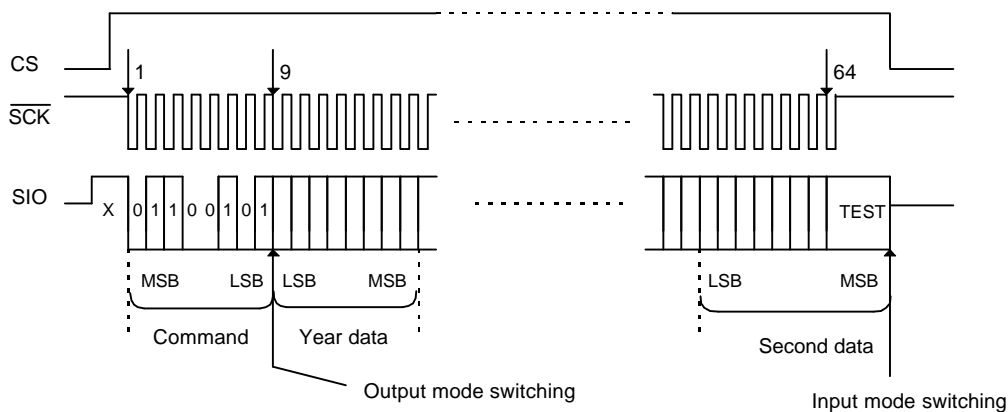 CS
1
9
64
SCK
SIO
X 0 1 1 0 0 1 0 1
TEST
MSB LSB LSB MSB
LSB MSB
Command Year data
Second data
Output mode switching
Input mode switching